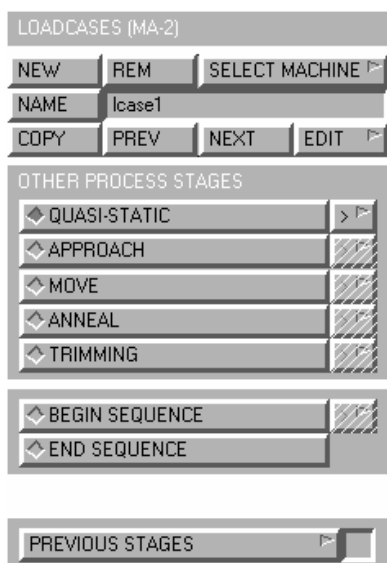 LOADCASES (MA-2)
NEW REM SELECT MACHINE
NAME lcase1
COPY PREV NEXT EDIT
OTHER PROCESS STAGES
QUASI-STATIC >
APPROACH >
MOVE >
ANNEAL >
TRIMMING >
BEGIN SEQUENCE >
END SEQUENCE
PREVIOUS STAGES